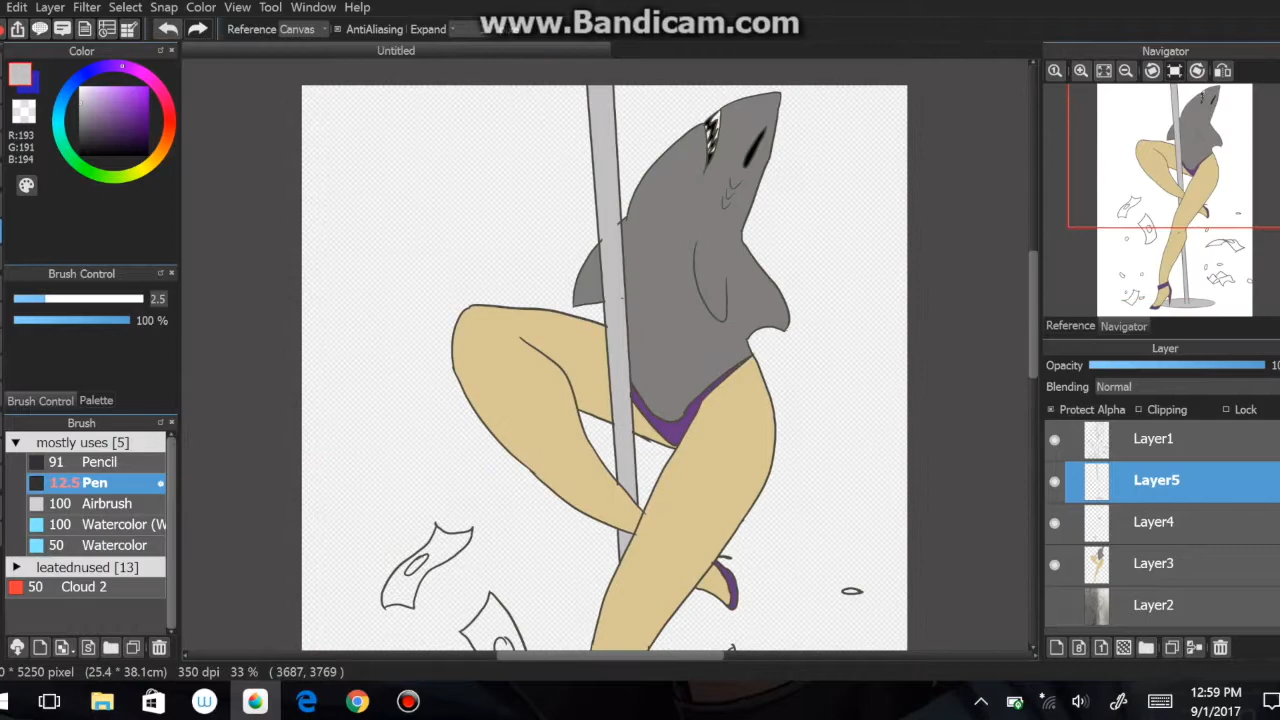 Edit Layer Filter Select Snap Color View Tool Window Help
www.Bandicam.com
Reference Canvas AntiAliasing Expand
Color
Untitled
Navigator
R:193
G:191
B:194
Brush Control
2.5
100 %
Reference Navigator
Layer
Opacity 10
Blending Normal
Protect Alpha Clipping Lock
Brush Control Palette
Brush
mostly uses [5]
91 Pencil
12.5 Pen
100 Airbrush
100 Watercolor (W
50 Watercolor
leatednused [13]
50 Cloud 2
Layer1
Layer5
Layer4
Layer3
Layer2
* 5250 pixel (25.4 * 38.1cm) 350 dpi 33 % ( 3687, 3769 )
12:59 PM
9/1/2017